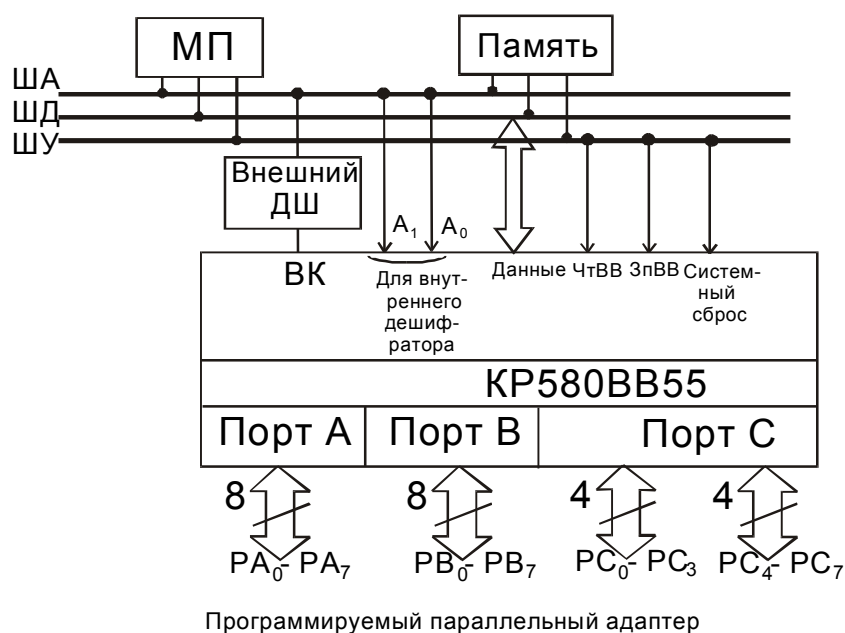 МП
Память
ША
ШД
ШУ
Внешний
ДШ
A₁
A₀
ВК
Для внут-
реннего
дешиф-
ратора
Данные
ЧтВВ
ЗпВВ
Систем-
ный
сброс
КР580ВВ55
Порт А
Порт В
Порт С
8
8
4
4
PA₀- PA₇
PB₀- PB₇
PC₀- PC₃
PC₄- PC₇
Программируемый параллельный адаптер